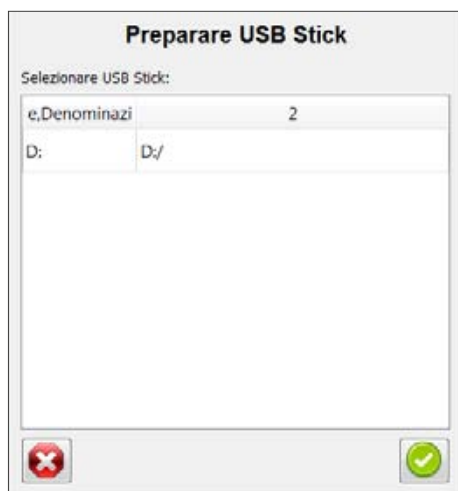 Preparare USB Stick
Selezionare USB Stick:
e,Denominazi 2
D: D:/